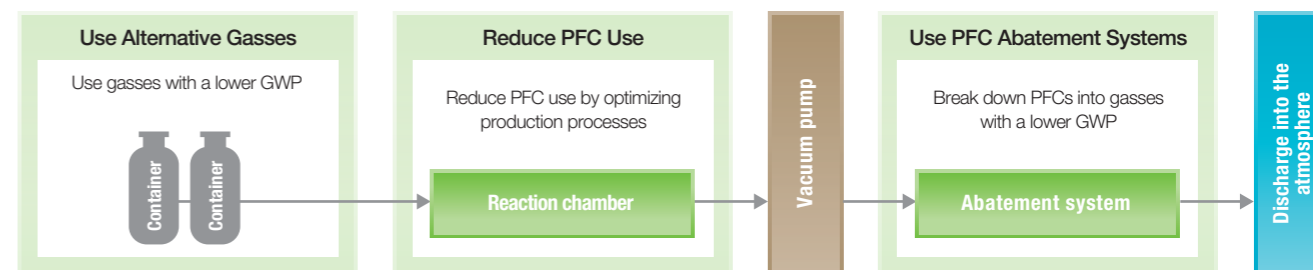 Use Alternative Gasses
Use gasses with a lower GWP
Container
Container
Reduce PFC Use
Reduce PFC use by optimizing
production processes
Reaction chamber
Vacuum pump
Use PFC Abatement Systems
Break down PFCs into gasses
with a lower GWP
Abatement system
Discharge into the
atmosphere